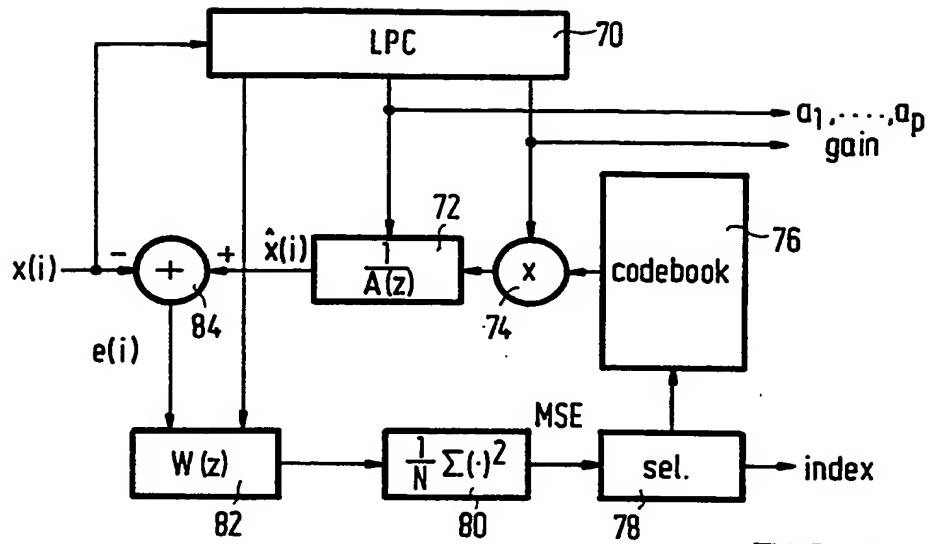 LPC
70
a₁,....,aₚ
gain
72
76
x(i)
−
+
+
x̂(i)
1
A(z)
x
codebook
84
74
e(i)
MSE
W(z)
1/N Σ(·)²
sel.
index
82
80
78